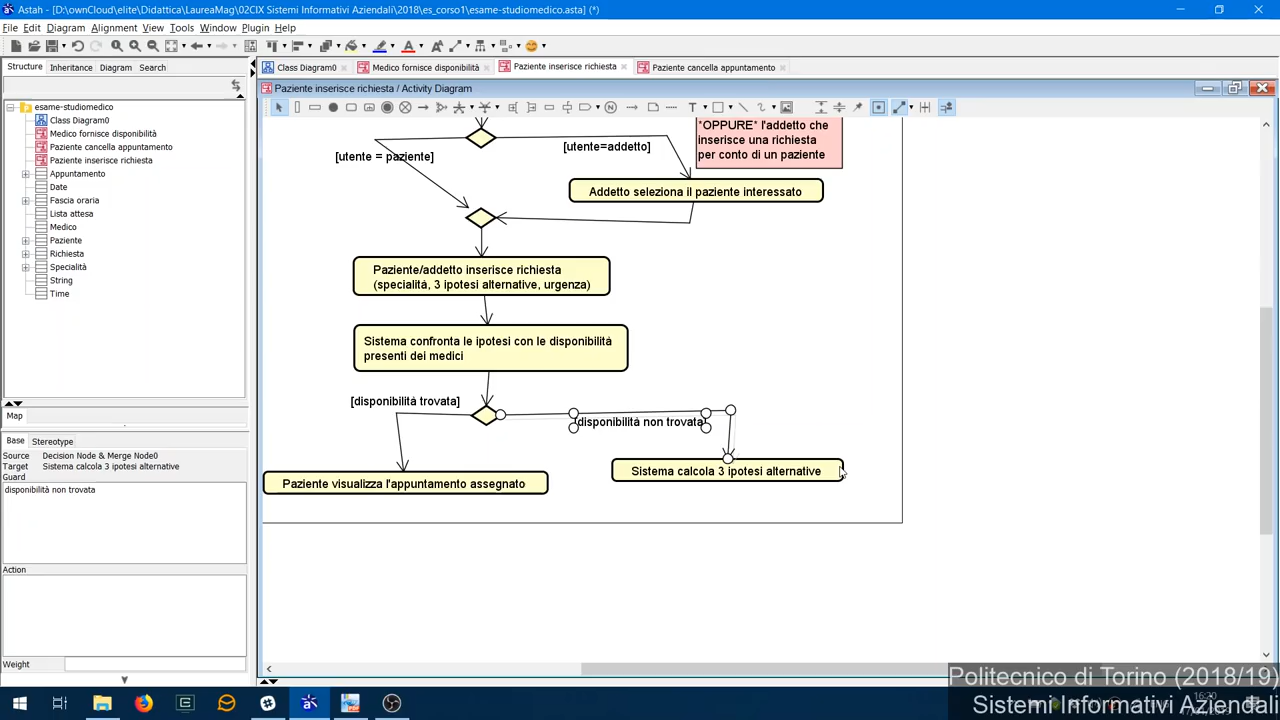 Astah - [D:\ownCloud\elite\Didattica\LaureaMag\02CIX Sistemi Informativi Aziendali\2018\es_corso1\esame-studiomedico.asta] (*)
File Edit Diagram Alignment View Tools Window Plugin Help
Structure Inheritance Diagram Search
Class Diagram0 Medico fornisce disponibilità Paziente inserisce richiesta Paziente cancella appuntamento
Paziente inserisce richiesta / Activity Diagram
esame-studiomedico
Class Diagram0
Medico fornisce disponibilità
Paziente cancella appuntamento
Paziente inserisce richiesta
Appuntamento
Date
Fascia oraria
Lista attesa
Medico
Paziente
Richiesta
Specialità
String
Time
Map
Base Stereotype
Source Decision Node & Merge Node0
Target Sistema calcola 3 ipotesi alternative
Guard
disponibilità non trovata
Action
Weight
*OPPURE* l'addetto che
inserisce una richiesta
per conto di un paziente
[utente = paziente]
[utente=addetto]
Addetto seleziona il paziente interessato
Paziente/addetto inserisce richiesta
(specialità, 3 ipotesi alternative, urgenza)
Sistema confronta le ipotesi con le disponibilità
presenti dei medici
[disponibilità trovata]
[disponibilità non trovata]
Paziente visualizza l'appuntamento assegnato
Sistema calcola 3 ipotesi alternative
Politecnico di Torino (2018/19)
Sistemi Informativi Aziendali
16:20